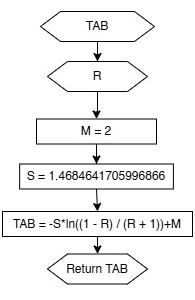 TAB
R
M = 2
S = 1.4684641705996866
TAB = -S*ln((1 - R) / (R + 1))+M
Return TAB